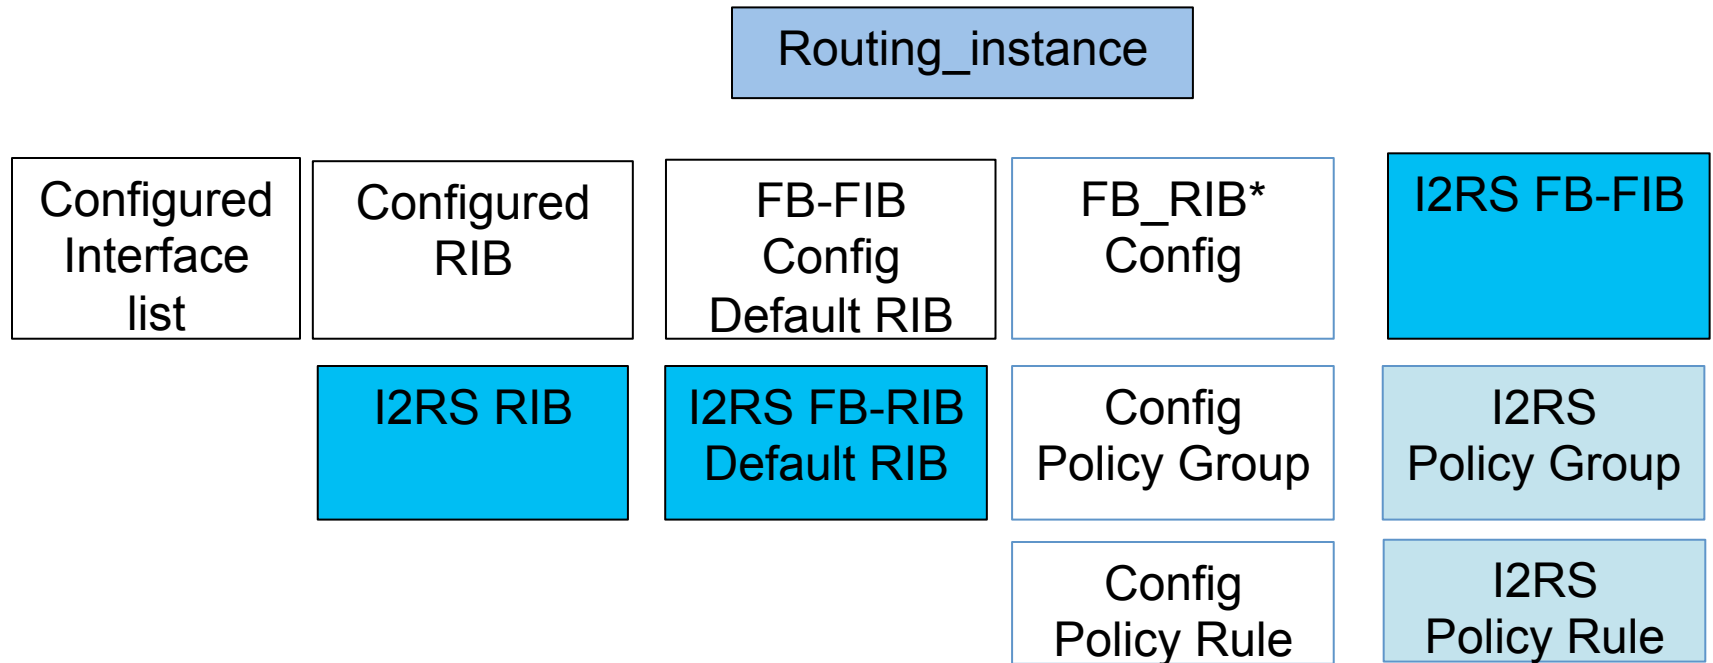 Routing_instance
Configured
Interface
list
Configured
RIB
FB-FIB
Config
Default RIB
FB_RIB*
Config
I2RS FB-FIB
I2RS RIB
I2RS FB-RIB
Default RIB
Config
Policy Group
I2RS
Policy Group
Config
Policy Rule
I2RS
Policy Rule